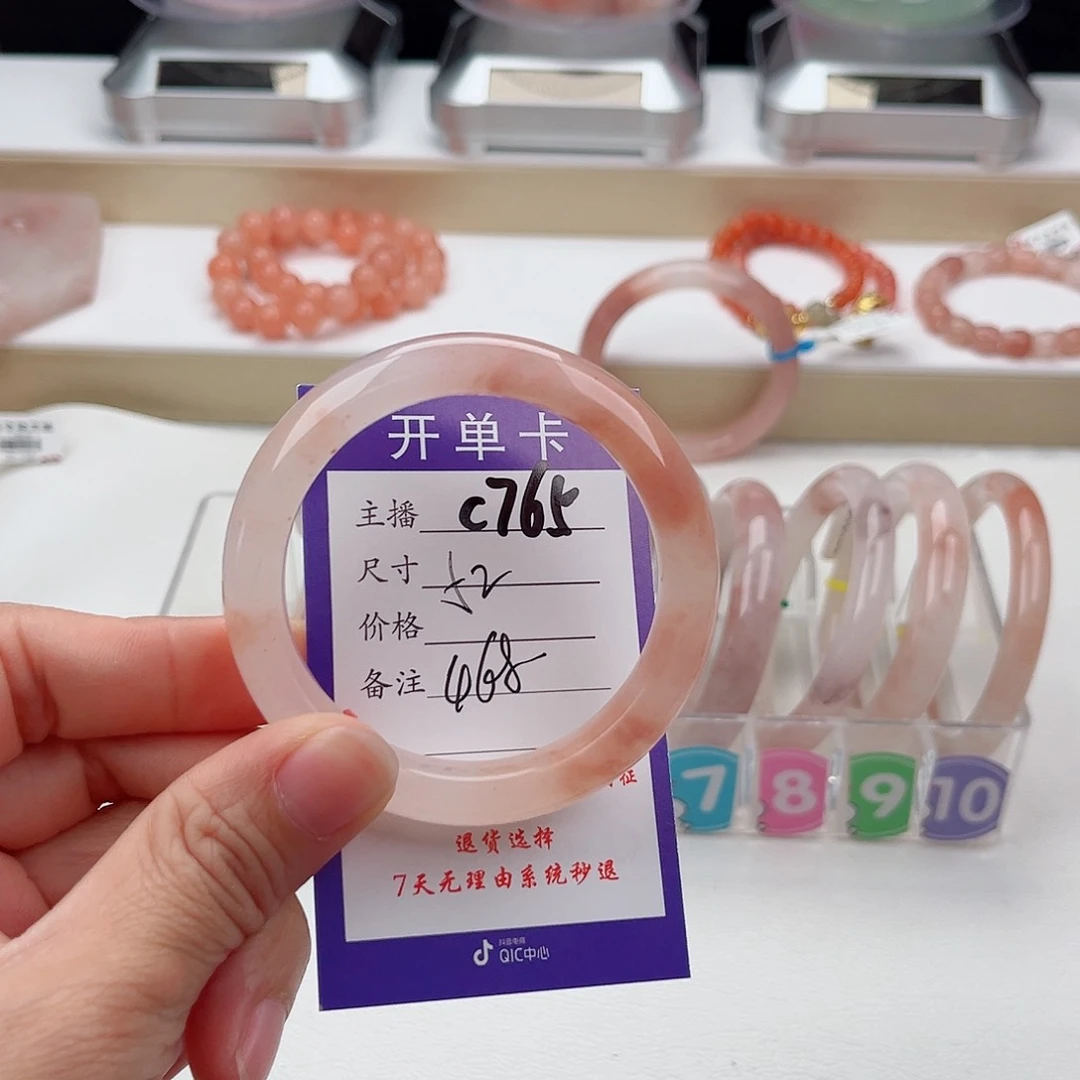 开单卡
主播 c765
尺寸 52
价格
备注 468
征
退货选择
7天无理由系统秒退
抖音电商
QIC中心
7 8 9 10